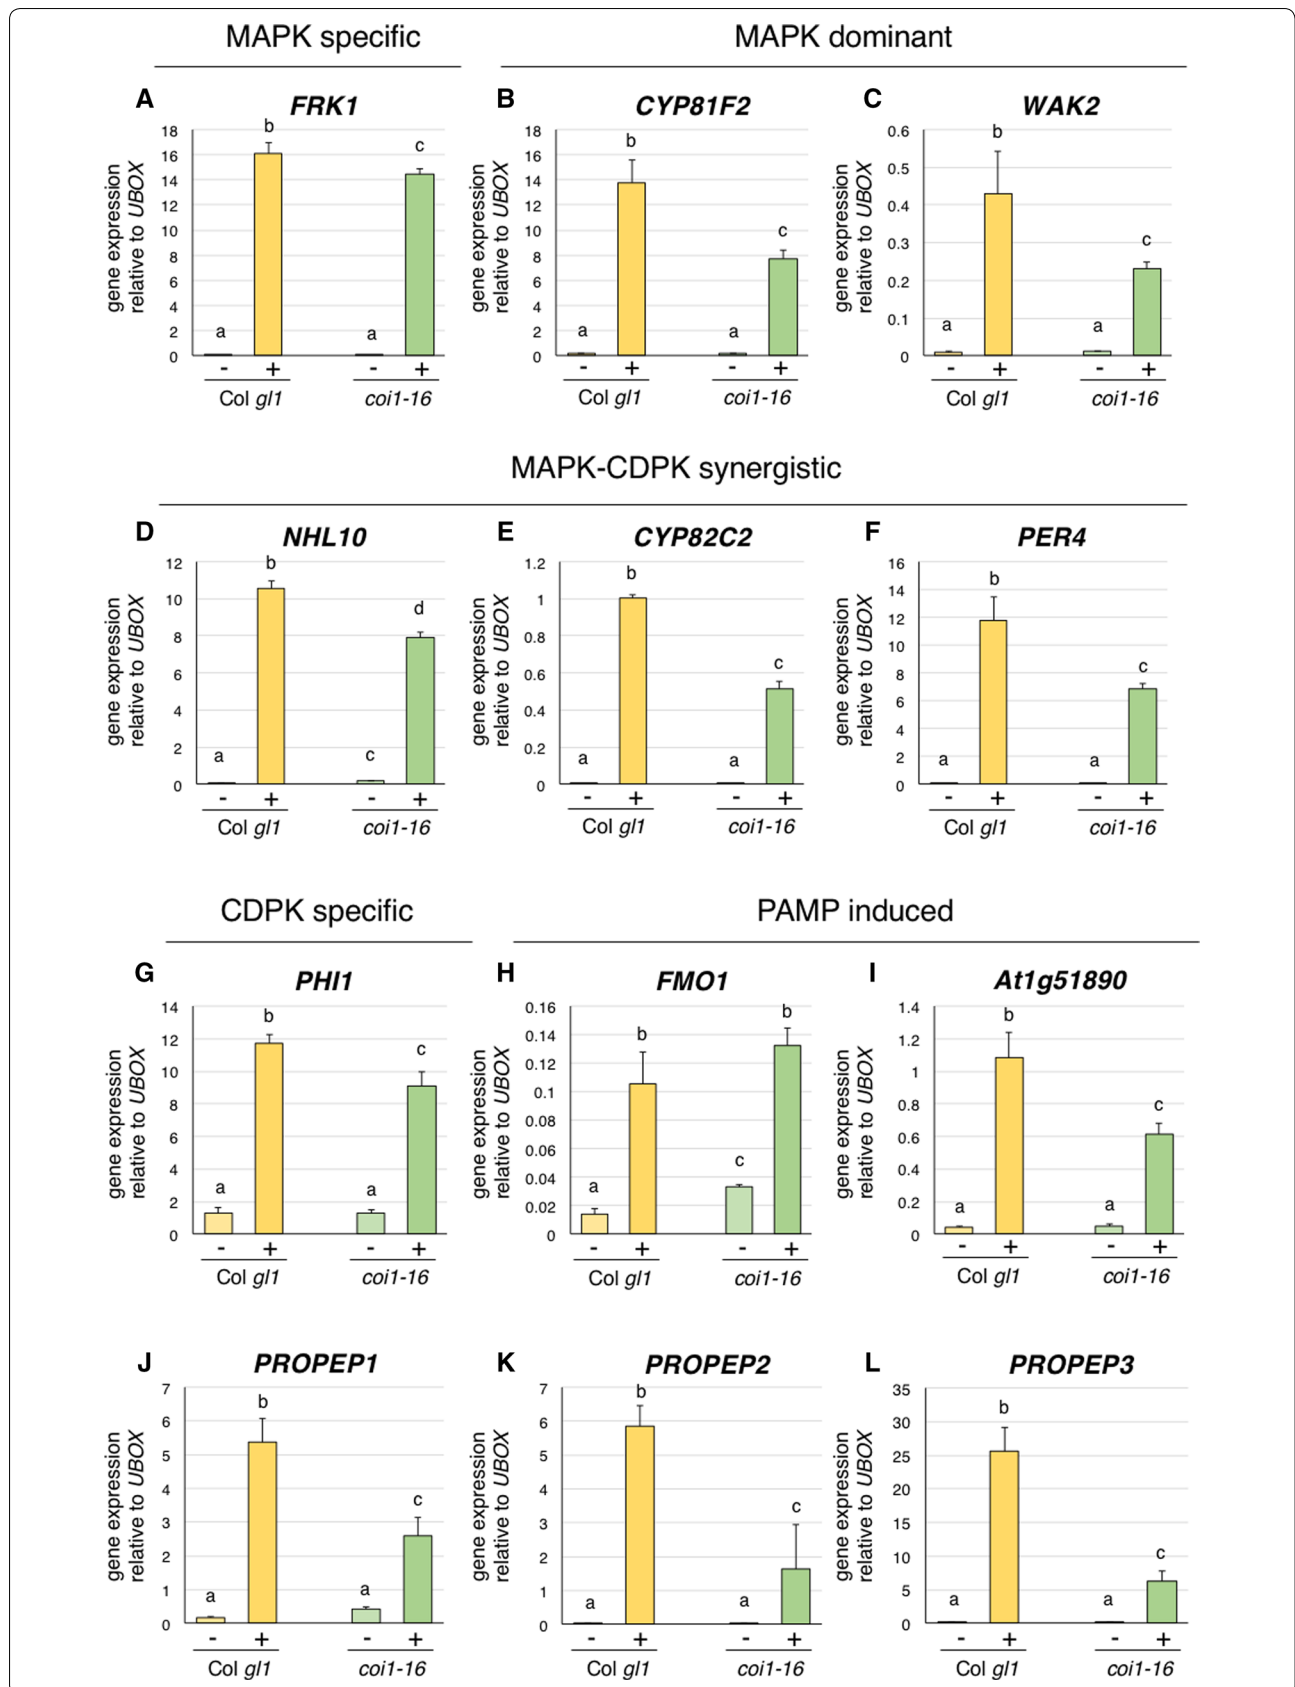 MAPK specific
MAPK dominant
A
FRK1
gene expression
relative to UBOX
18
16
14
12
10
8
6
4
2
0
a
b
a
c
- + - +
Col gl1
coi1-16
B
CYP81F2
gene expression
relative to UBOX
18
16
14
12
10
8
6
4
2
0
a
b
a
c
- + - +
Col gl1
coi1-16
C
WAK2
gene expression
relative to UBOX
0.6
0.5
0.4
0.3
0.2
0.1
0
a
b
a
c
- + - +
Col gl1
coi1-16
MAPK-CDPK synergistic
D
NHL10
gene expression
relative to UBOX
12
10
8
6
4
2
0
a
b
c
d
- + - +
Col gl1
coi1-16
E
CYP82C2
gene expression
relative to UBOX
1.2
1
0.8
0.6
0.4
0.2
0
a
b
a
c
- + - +
Col gl1
coi1-16
F
PER4
gene expression
relative to UBOX
16
14
12
10
8
6
4
2
0
a
b
a
c
- + - +
Col gl1
coi1-16
CDPK specific
PAMP induced
G
PHI1
gene expression
relative to UBOX
14
12
10
8
6
4
2
0
a
b
a
c
- + - +
Col gl1
coi1-16
H
FMO1
gene expression
relative to UBOX
0.16
0.14
0.12
0.1
0.08
0.06
0.04
0.02
0
a
b
c
b
- + - +
Col gl1
coi1-16
I
At1g51890
gene expression
relative to UBOX
1.4
1.2
1
0.8
0.6
0.4
0.2
0
a
b
a
c
- + - +
Col gl1
coi1-16
J
PROPEP1
gene expression
relative to UBOX
7
6
5
4
3
2
1
0
a
b
a
c
- + - +
Col gl1
coi1-16
K
PROPEP2
gene expression
relative to UBOX
7
6
5
4
3
2
1
0
a
b
a
c
- + - +
Col gl1
coi1-16
L
PROPEP3
gene expression
relative to UBOX
35
30
25
20
15
10
5
0
a
b
a
c
- + - +
Col gl1
coi1-16